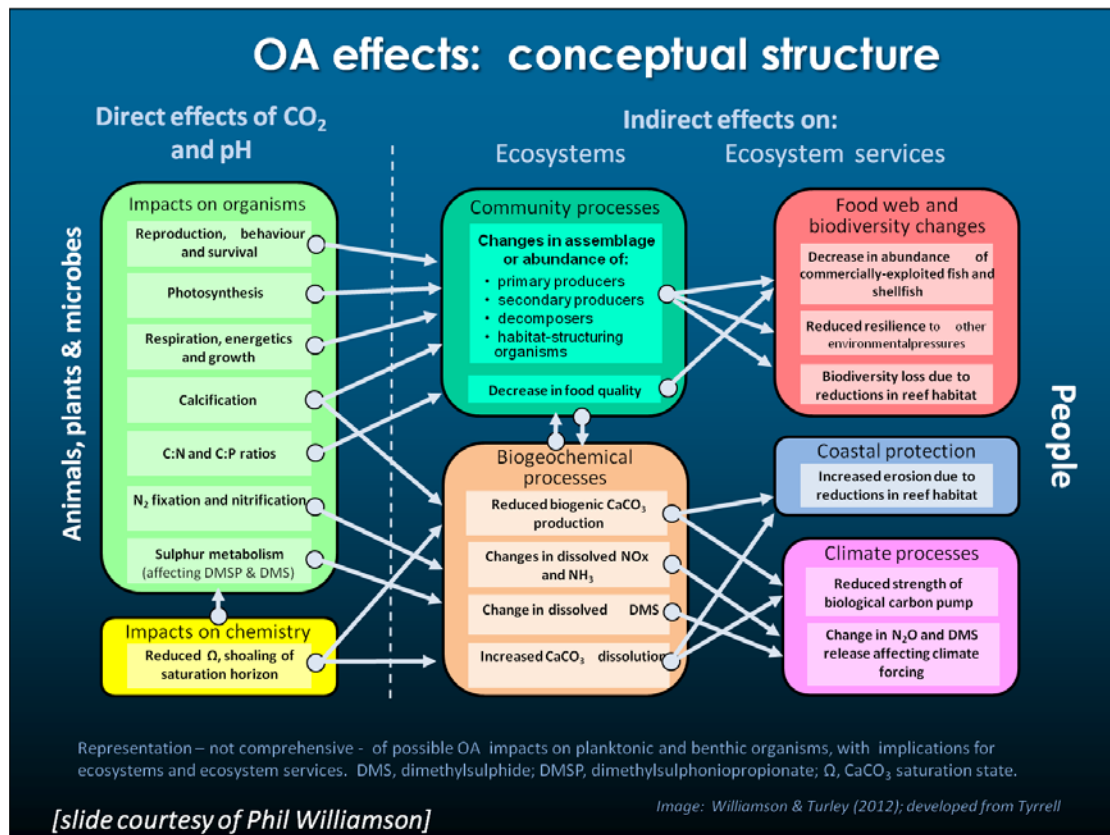 OA effects: conceptual structure
Direct effects of CO₂
and pH
Indirect effects on:
Ecosystems
Ecosystem services
Animals, plants & microbes
Impacts on organisms
Reproduction, behaviour
and survival
Photosynthesis
Respiration, energetics
and growth
Calcification
C:N and C:P ratios
N₂ fixation and nitrification
Sulphur metabolism
(affecting DMSP & DMS)
Impacts on chemistry
Reduced Ω, shoaling of
saturation horizon
Community processes
Changes in assemblage
or abundance of:
• primary producers
• secondary producers
• decomposers
• habitat-structuring
organisms
Decrease in food quality
Biogeochemical
processes
Reduced biogenic CaCO₃
production
Changes in dissolved NOx
and NH₃
Change in dissolved DMS
Increased CaCO₃ dissolution
Food web and
biodiversity changes
Decrease in abundance of
commercially-exploited fish and
shellfish
Reduced resilience to other
environmentalpressures
Biodiversity loss due to
reductions in reef habitat
Coastal protection
Increased erosion due to
reductions in reef habitat
Climate processes
Reduced strength of
biological carbon pump
Change in N₂O and DMS
release affecting climate
forcing
People
Representation – not comprehensive - of possible OA impacts on planktonic and benthic organisms, with implications for
ecosystems and ecosystem services. DMS, dimethylsulphide; DMSP, dimethylsulphoniopropionate; Ω, CaCO₃ saturation state.
[slide courtesy of Phil Williamson]
Image: Williamson & Turley (2012); developed from Tyrrell